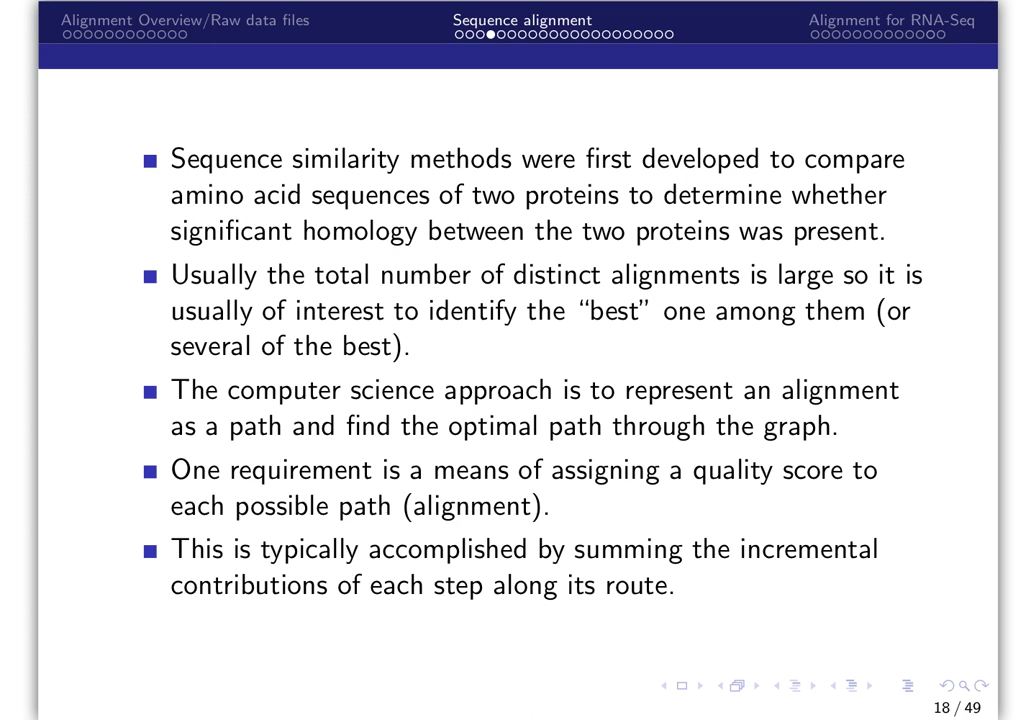 Alignment Overview/Raw data files
Sequence alignment
Alignment for RNA-Seq
Sequence similarity methods were first developed to compare
amino acid sequences of two proteins to determine whether
significant homology between the two proteins was present.
Usually the total number of distinct alignments is large so it is
usually of interest to identify the “best” one among them (or
several of the best).
The computer science approach is to represent an alignment
as a path and find the optimal path through the graph.
One requirement is a means of assigning a quality score to
each possible path (alignment).
This is typically accomplished by summing the incremental
contributions of each step along its route.
18 / 49